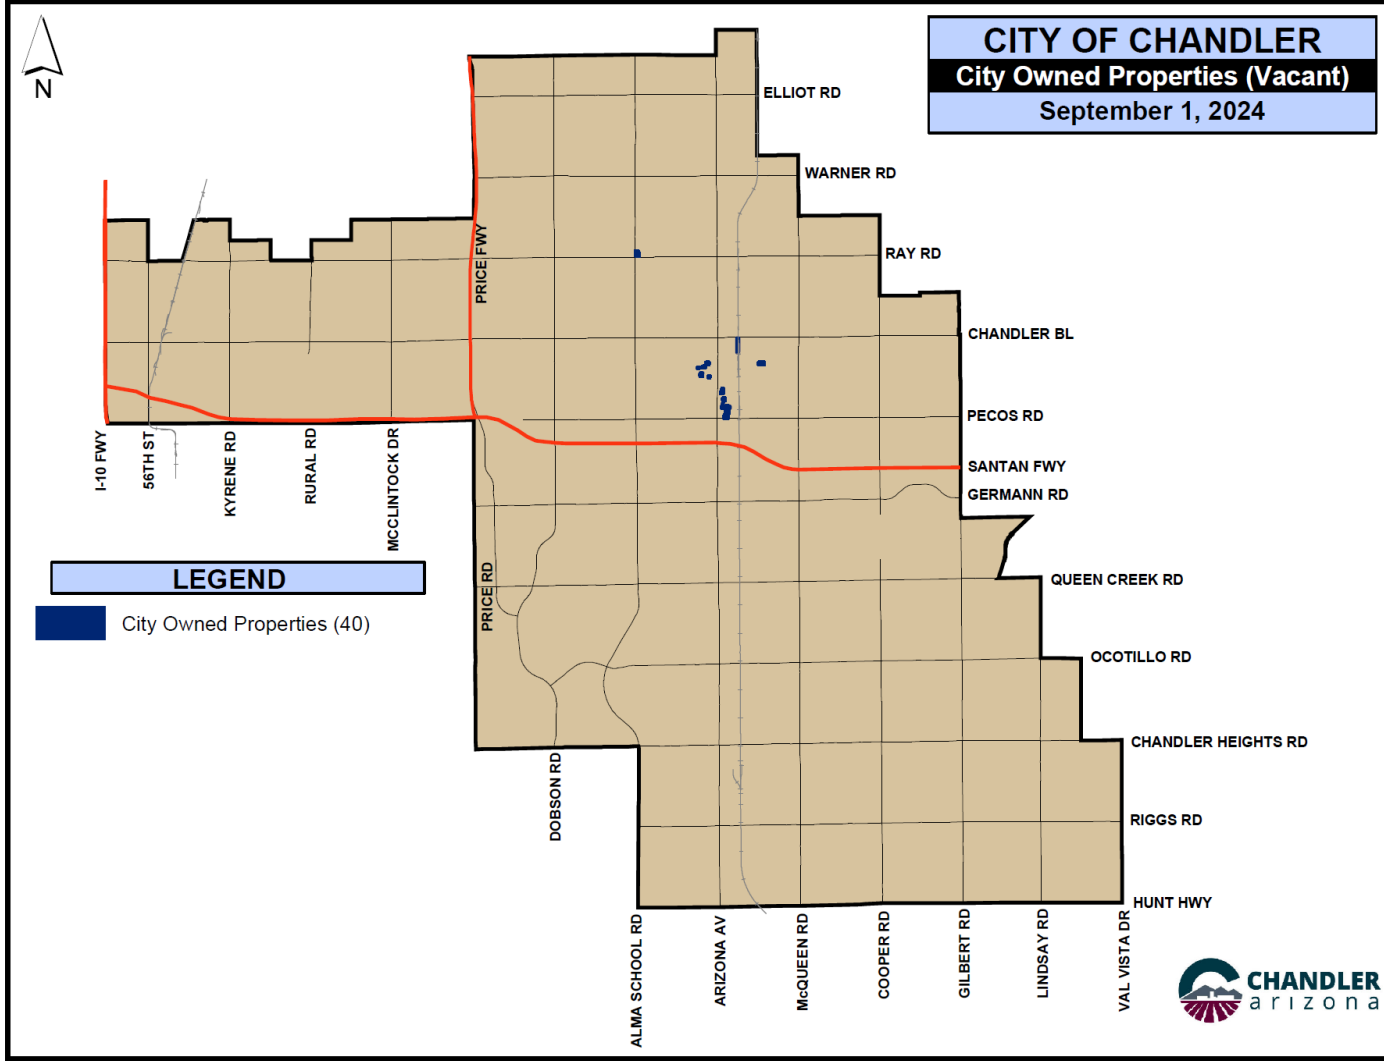 CITY OF CHANDLER
City Owned Properties (Vacant)
September 1, 2024
N
ELLIOT RD
WARNER RD
RAY RD
PRICE FWY
CHANDLER BL
PECOS RD
SANTAN FWY
GERMANN RD
I-10 FWY
56TH ST
KYRENE RD
RURAL RD
MCCLINTOCK DR
LEGEND
City Owned Properties (40)
PRICE RD
QUEEN CREEK RD
OCOTILLO RD
CHANDLER HEIGHTS RD
DOBSON RD
RIGGS RD
HUNT HWY
ALMA SCHOOL RD
ARIZONA AV
McQUEEN RD
COOPER RD
GILBERT RD
LINDSAY RD
VAL VISTA DR
CHANDLER
arizona